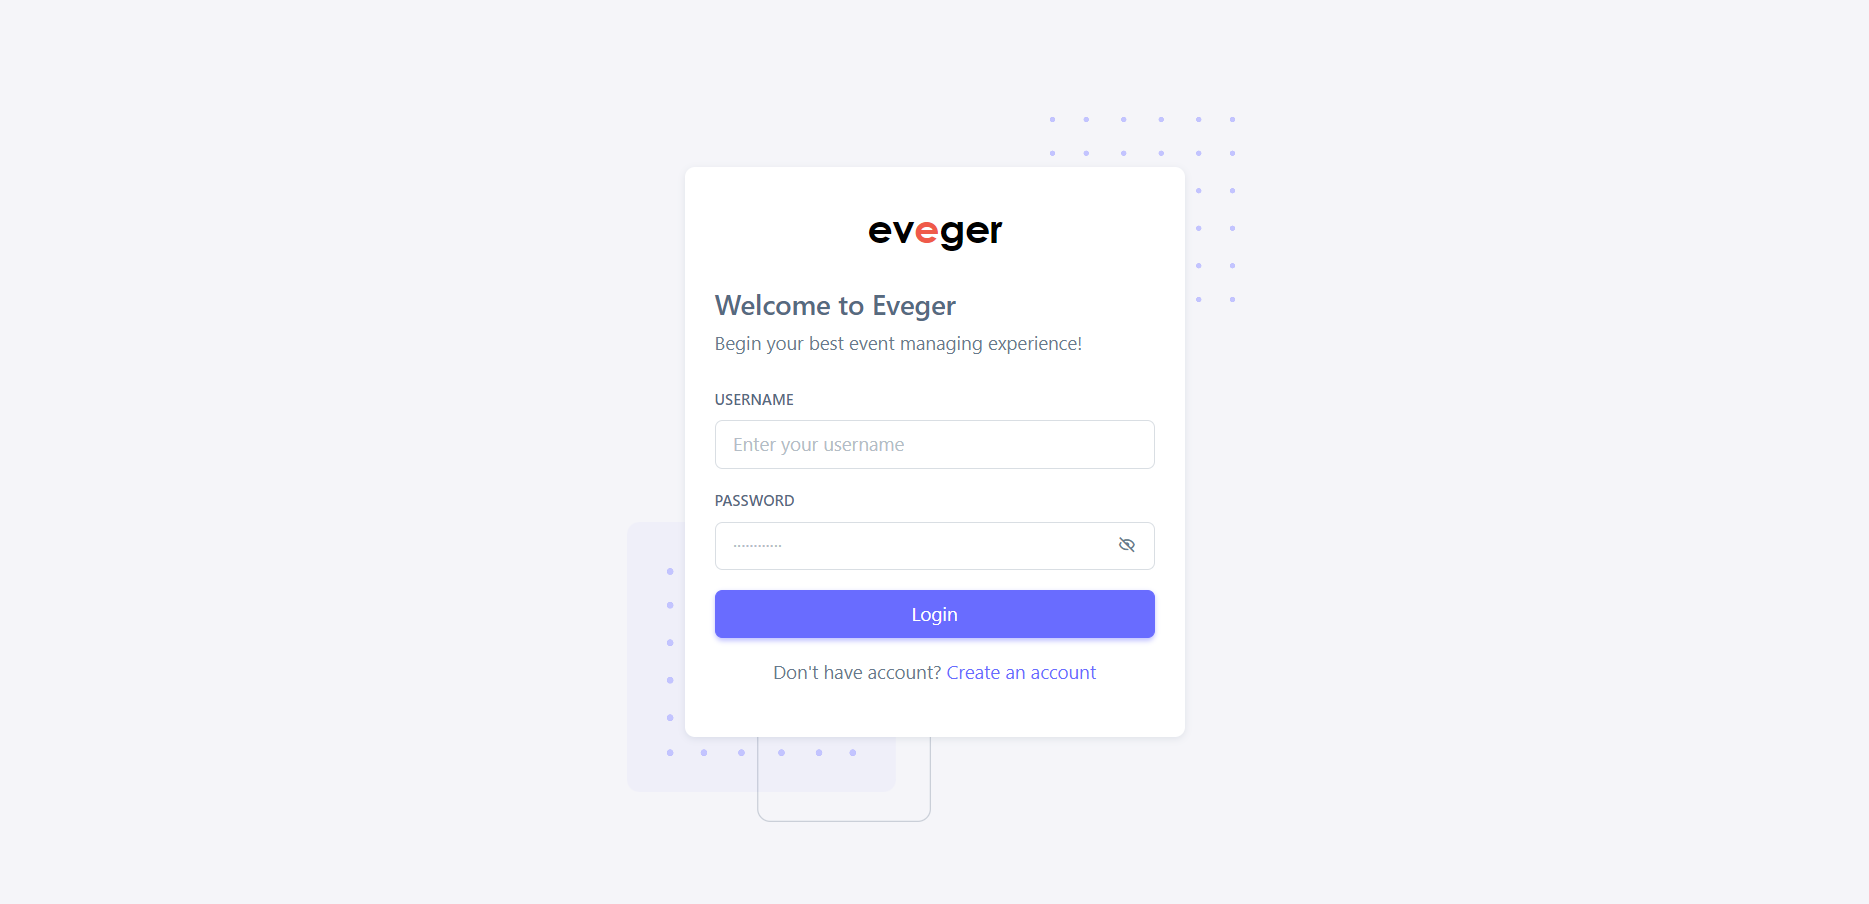 eveger
Welcome to Eveger
Begin your best event managing experience!
USERNAME
Enter your username
PASSWORD
············
Login
Don't have account? Create an account